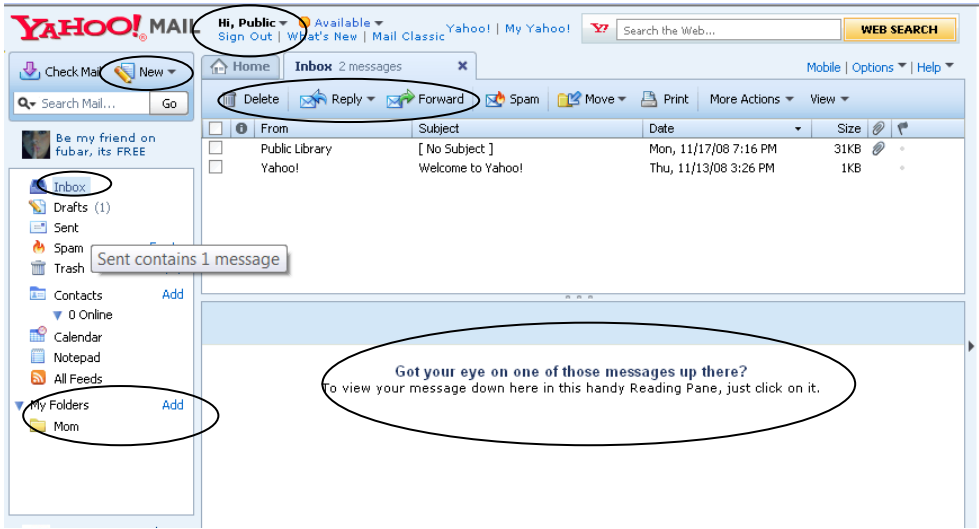 YAHOO! MAIL
Hi, Public Available
Sign Out | What's New | Mail Classic Yahoo! | My Yahoo!
Y! Search the Web... WEB SEARCH
Check Mail New
Search Mail... Go
Be my friend on
fubar, its FREE
Inbox
Drafts (1)
Sent
Spam
Trash
Sent contains 1 message
Contacts Add
0 Online
Calendar
Notepad
All Feeds
My Folders Add
Mom
Home Inbox 2 messages
Mobile | Options | Help
Delete Reply Forward Spam Move Print More Actions View
From Subject Date Size
Public Library [ No Subject ] Mon, 11/17/08 7:16 PM 31KB
Yahoo! Welcome to Yahoo! Thu, 11/13/08 3:26 PM 1KB
Got your eye on one of those messages up there?
To view your message down here in this handy Reading Pane, just click on it.